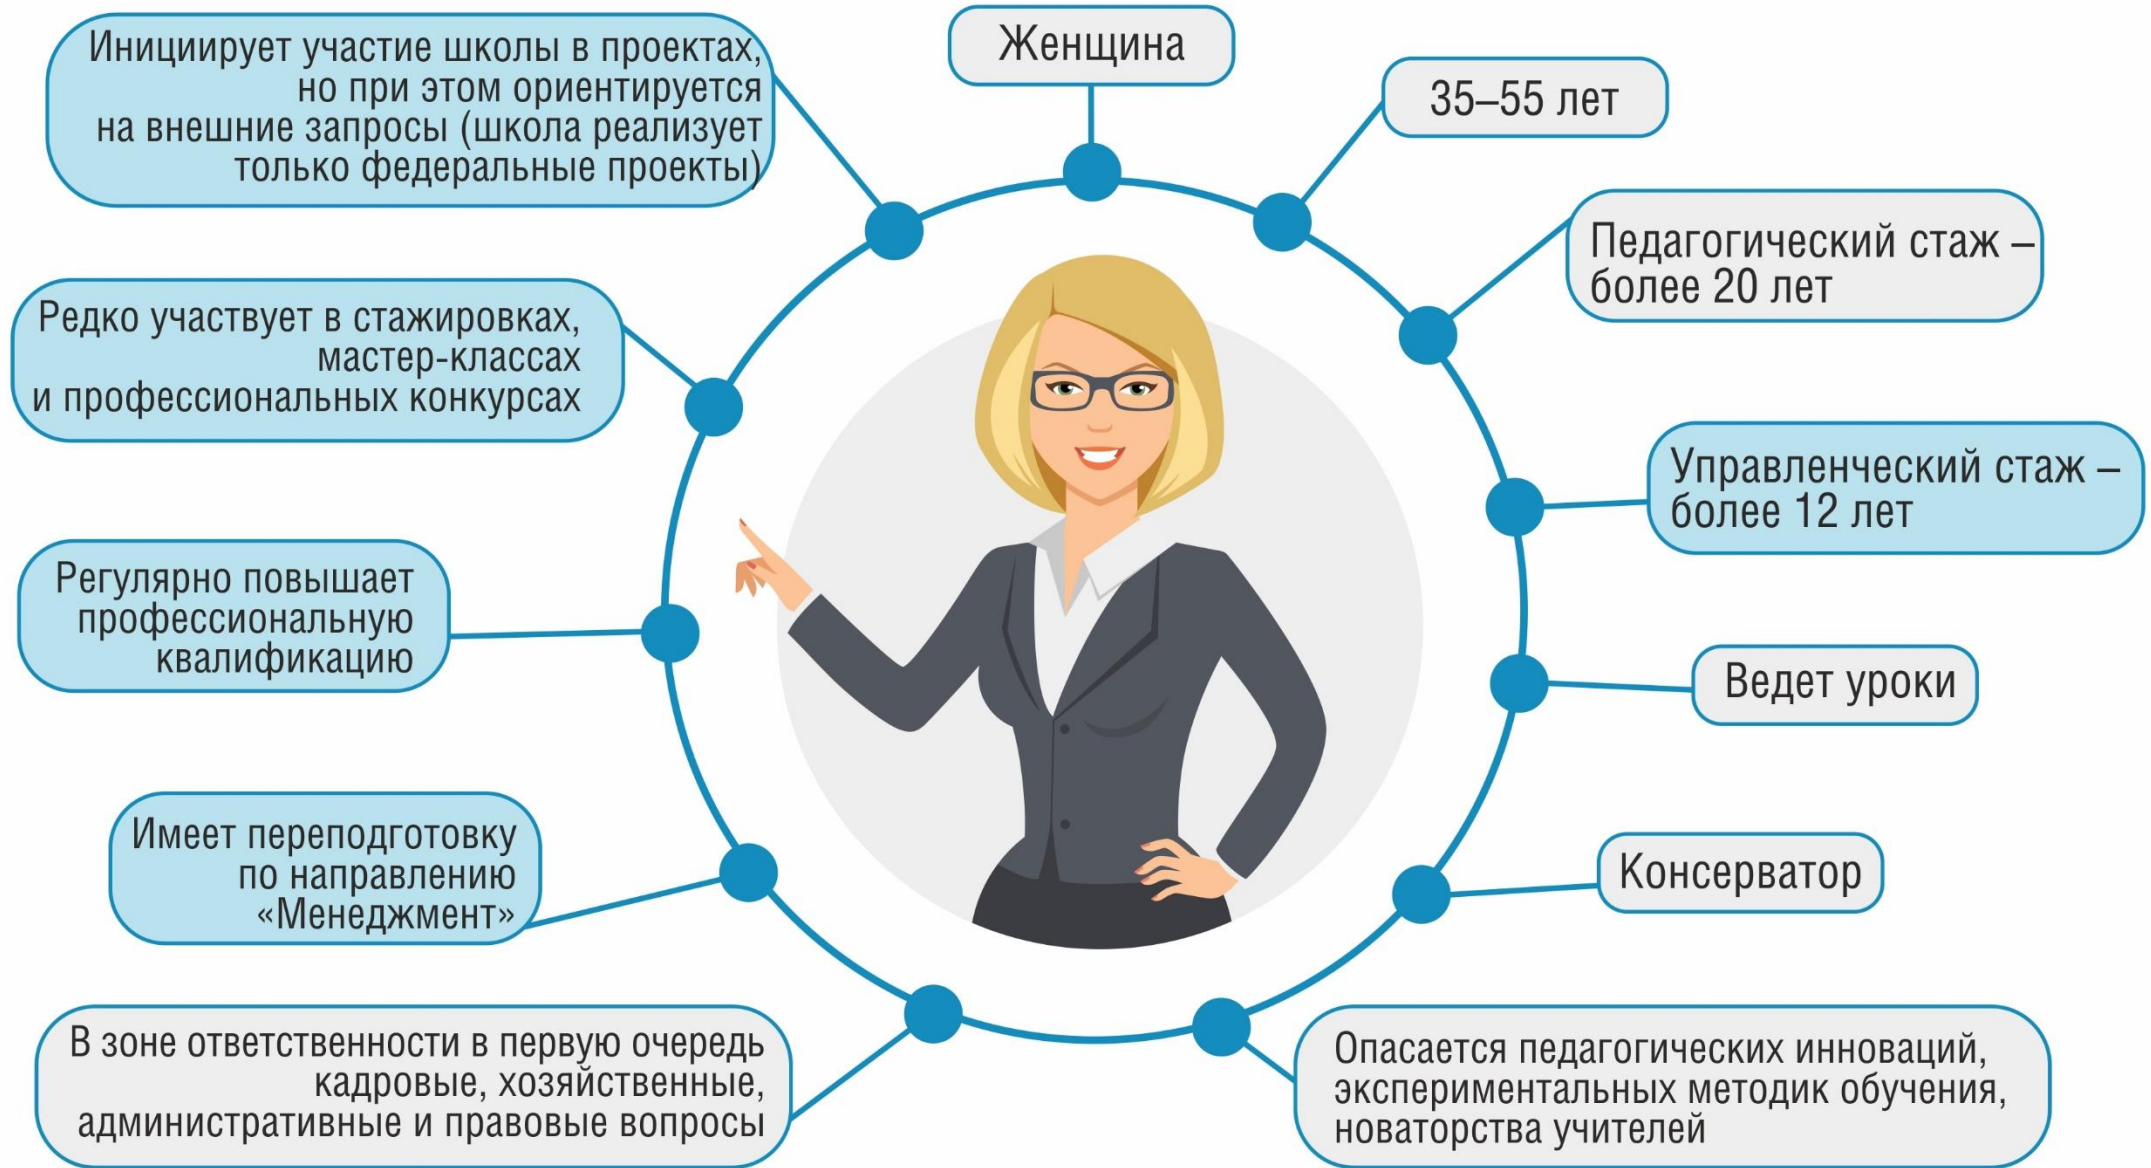 Женщина
35–55 лет
Педагогический стаж –
более 20 лет
Управленческий стаж –
более 12 лет
Ведет уроки
Консерватор
Опасается педагогических инноваций,
экспериментальных методик обучения,
новаторства учителей
В зоне ответственности в первую очередь
кадровые, хозяйственные,
административные и правовые вопросы
Имеет переподготовку
по направлению
«Менеджмент»
Регулярно повышает
профессиональную
квалификацию
Редко участвует в стажировках,
мастер-классах
и профессиональных конкурсах
Инициирует участие школы в проектах,
но при этом ориентируется
на внешние запросы (школа реализует
только федеральные проекты)